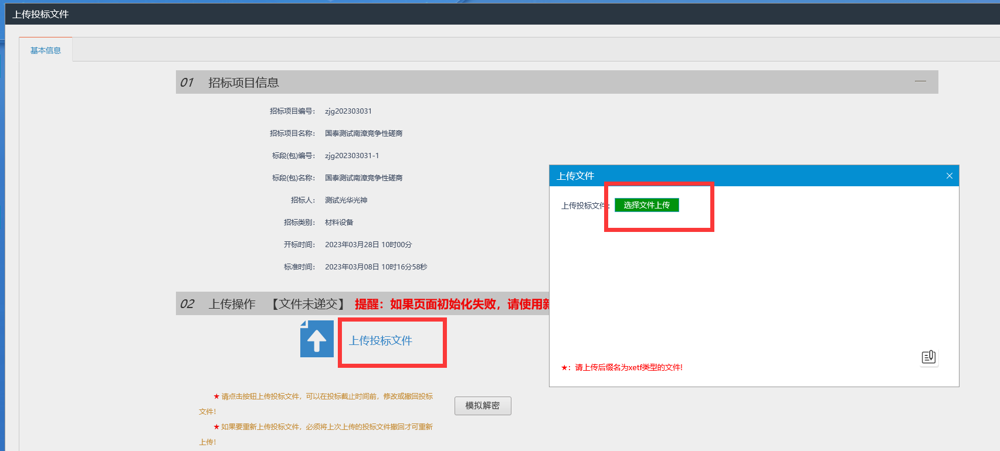 上传投标文件
基本信息
01 招标项目信息
招标项目编号： zjg202303031
招标项目名称： 国泰测试南漳竞争性磋商
标段(包)编号： zjg202303031-1
标段(包)名称： 国泰测试南漳竞争性磋商
招标人： 测试光华光神
招标类别： 材料设备
开标时间： 2023年03月28日 10时00分
标准时间： 2023年03月08日 10时16分58秒
02 上传操作 【文件未递交】 提醒：如果页面初始化失败，请使用新
上传投标文件
★ 请点击按钮上传投标文件，可以在投标截止时间前，修改或撤回投标
文件！
★ 如果要重新上传投标文件，必须将上次上传的投标文件撤回才可重新
上传！
模拟解密
上传文件
上传投标文件： 选择文件上传
★：请上传后缀名为xetf类型的文件!